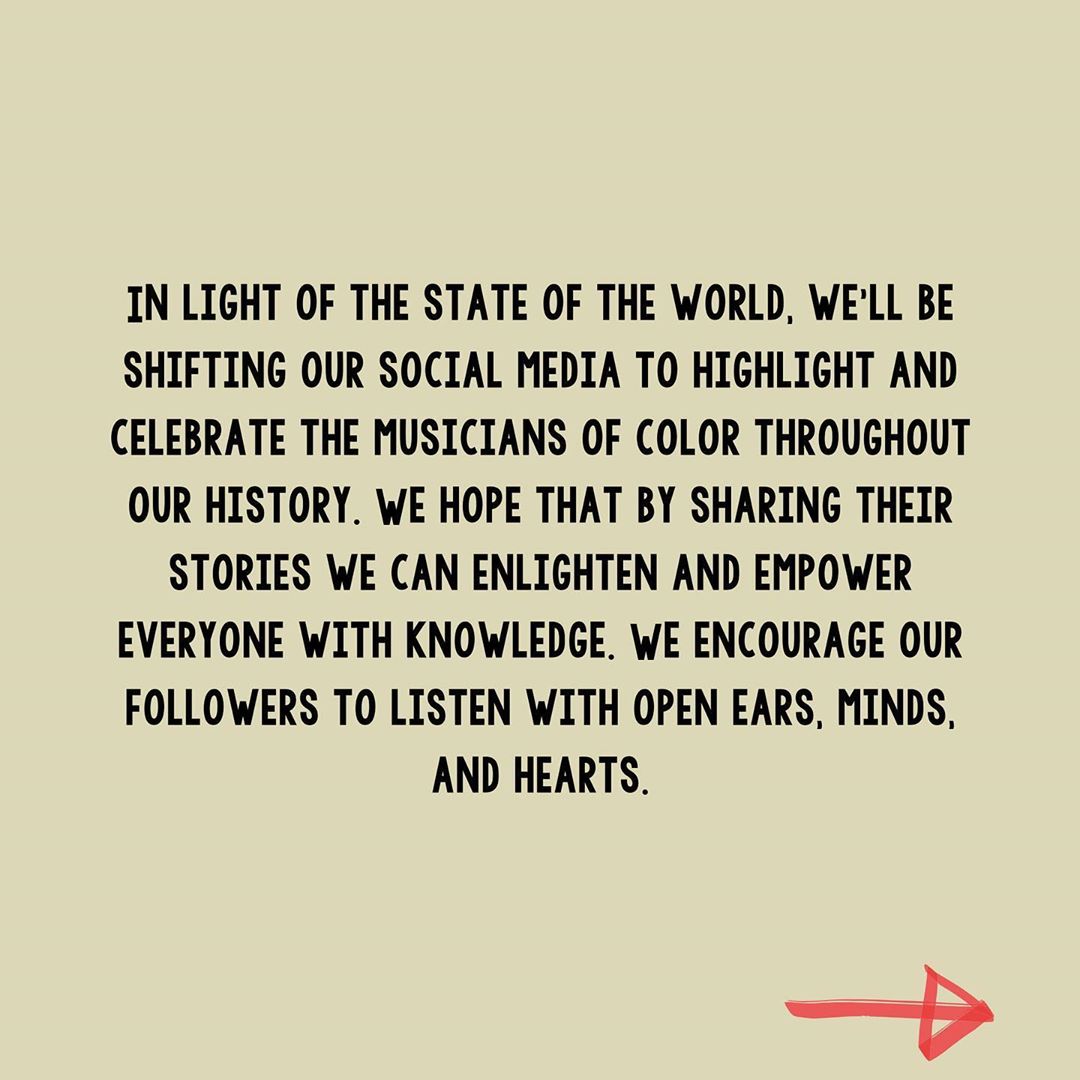 In light of the state of the world, we'll be
shifting our social media to highlight and
celebrate the musicians of color throughout
our history. We hope that by sharing their
stories we can enlighten and empower
everyone with knowledge. We encourage our
followers to listen with open ears, minds,
and hearts.